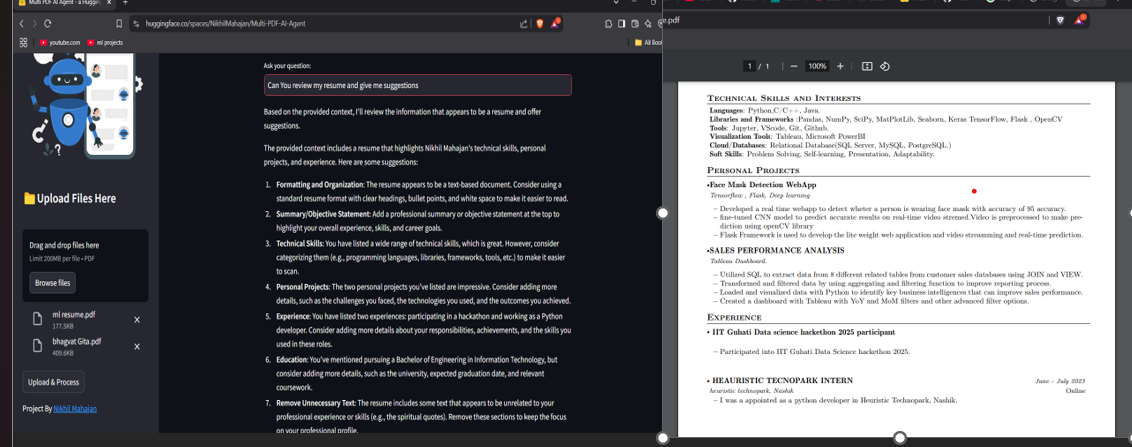 Multi PDF AI Agent - a Hugging
huggingface.co/spaces/NikhilMahajan/Multi-PDF-AI-Agent
youtube.com
ml projects
All Boo
Upload Files Here
Drag and drop files here
Limit 200MB per file • PDF
Browse files
ml resume.pdf
177.5KB
bhagvat Gita.pdf
409.6KB
Upload & Process
Project By Nikhil Mahajan
Ask your question:
Can You review my resume and give me suggestions
Based on the provided context, I'll review the information that appears to be a resume and offer
suggestions.
The provided context includes a resume that highlights Nikhil Mahajan's technical skills, personal
projects, and experience. Here are some suggestions:
1. Formatting and Organization: The resume appears to be a text-based document. Consider using a
standard resume format with clear headings, bullet points, and white space to make it easier to read.
2. Summary/Objective Statement: Add a professional summary or objective statement at the top to
highlight your overall experience, skills, and career goals.
3. Technical Skills: You have listed a wide range of technical skills, which is great. However, consider
categorizing them (e.g., programming languages, libraries, frameworks, tools, etc.) to make it easier
to scan.
4. Personal Projects: The two personal projects you've listed are impressive. Consider adding more
details, such as the challenges you faced, the technologies you used, and the outcomes you achieved.
5. Experience: You have listed two experiences: participating in a hackathon and working as a Python
developer. Consider adding more details about your responsibilities, achievements, and the skills you
used in these roles.
6. Education: You've mentioned pursuing a Bachelor of Engineering in Information Technology, but
consider adding more details, such as the university, expected graduation date, and relevant
coursework.
7. Remove Unnecessary Text: The resume includes some text that appears to be unrelated to your
professional experience or skills (e.g., the spiritual quotes). Remove these sections to keep the focus
on your professional profile.
e.pdf
1 / 1
100%
Technical Skills and Interests
Languages: Python,C/C++, Java.
Libraries and Frameworks :Pandas, NumPy, SciPy, MatPlotLib, Seaborn, Keras TensorFlow, Flask , OpenCV
Tools: Jupyter, VScode, Git, Github.
Visualization Tools: Tableau, Microsoft PowerBI
Cloud/Databases: Relational Database(SQL Server, MySQL, PostgreSQL.)
Soft Skills: Problem Solving, Self-learning, Presentation, Adaptability.
Personal Projects
•Face Mask Detection WebApp
Tensorflow , Flask, Deep learning
– Developed a real time webapp to detect wheter a person is wearing face mask with accuracy of 95 accuracy.
– fine-tuned CNN model to predict accurate results on real-time video stremed.Video is preprocessed to make pre-
diction using openCV library
– Flask Framework is used to develop the lite weight web application and video streamming and real-time prediction.
•SALES PERFORMANCE ANALYSIS
Tableau Dashboard.
– Utilized SQL to extract data from 8 different related tables from customer sales databases using JOIN and VIEW.
– Transformed and filtered data by using aggregating and filtering function to improve reporting process.
– Loaded and visualized data with Python to identify key business intelligences that can improve sales performance.
– Created a dashboard with Tableau with YoY and MoM filters and other advanced filter options.
Experience
• IIT Guhati Data science hackethon 2025 participant
– Participated into IIT Guhati Data Science hackethon 2025.
• HEAURISTIC TECNOPARK INTERN
June - July 2023
heuristic technopark, Nashik
Online
– I was a appointed as a python developer in Heuristic Technopark, Nashik.